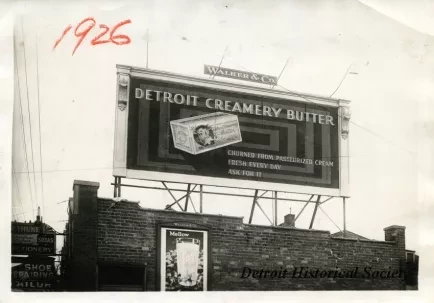 1926
WALKER & CO.
DETROIT CREAMERY BUTTER
CHURNED FROM PASTEURIZED CREAM
FRESH EVERY DAY
ASK FOR IT
Mellow
SHOE
REPAIRING
Detroit Historical Society